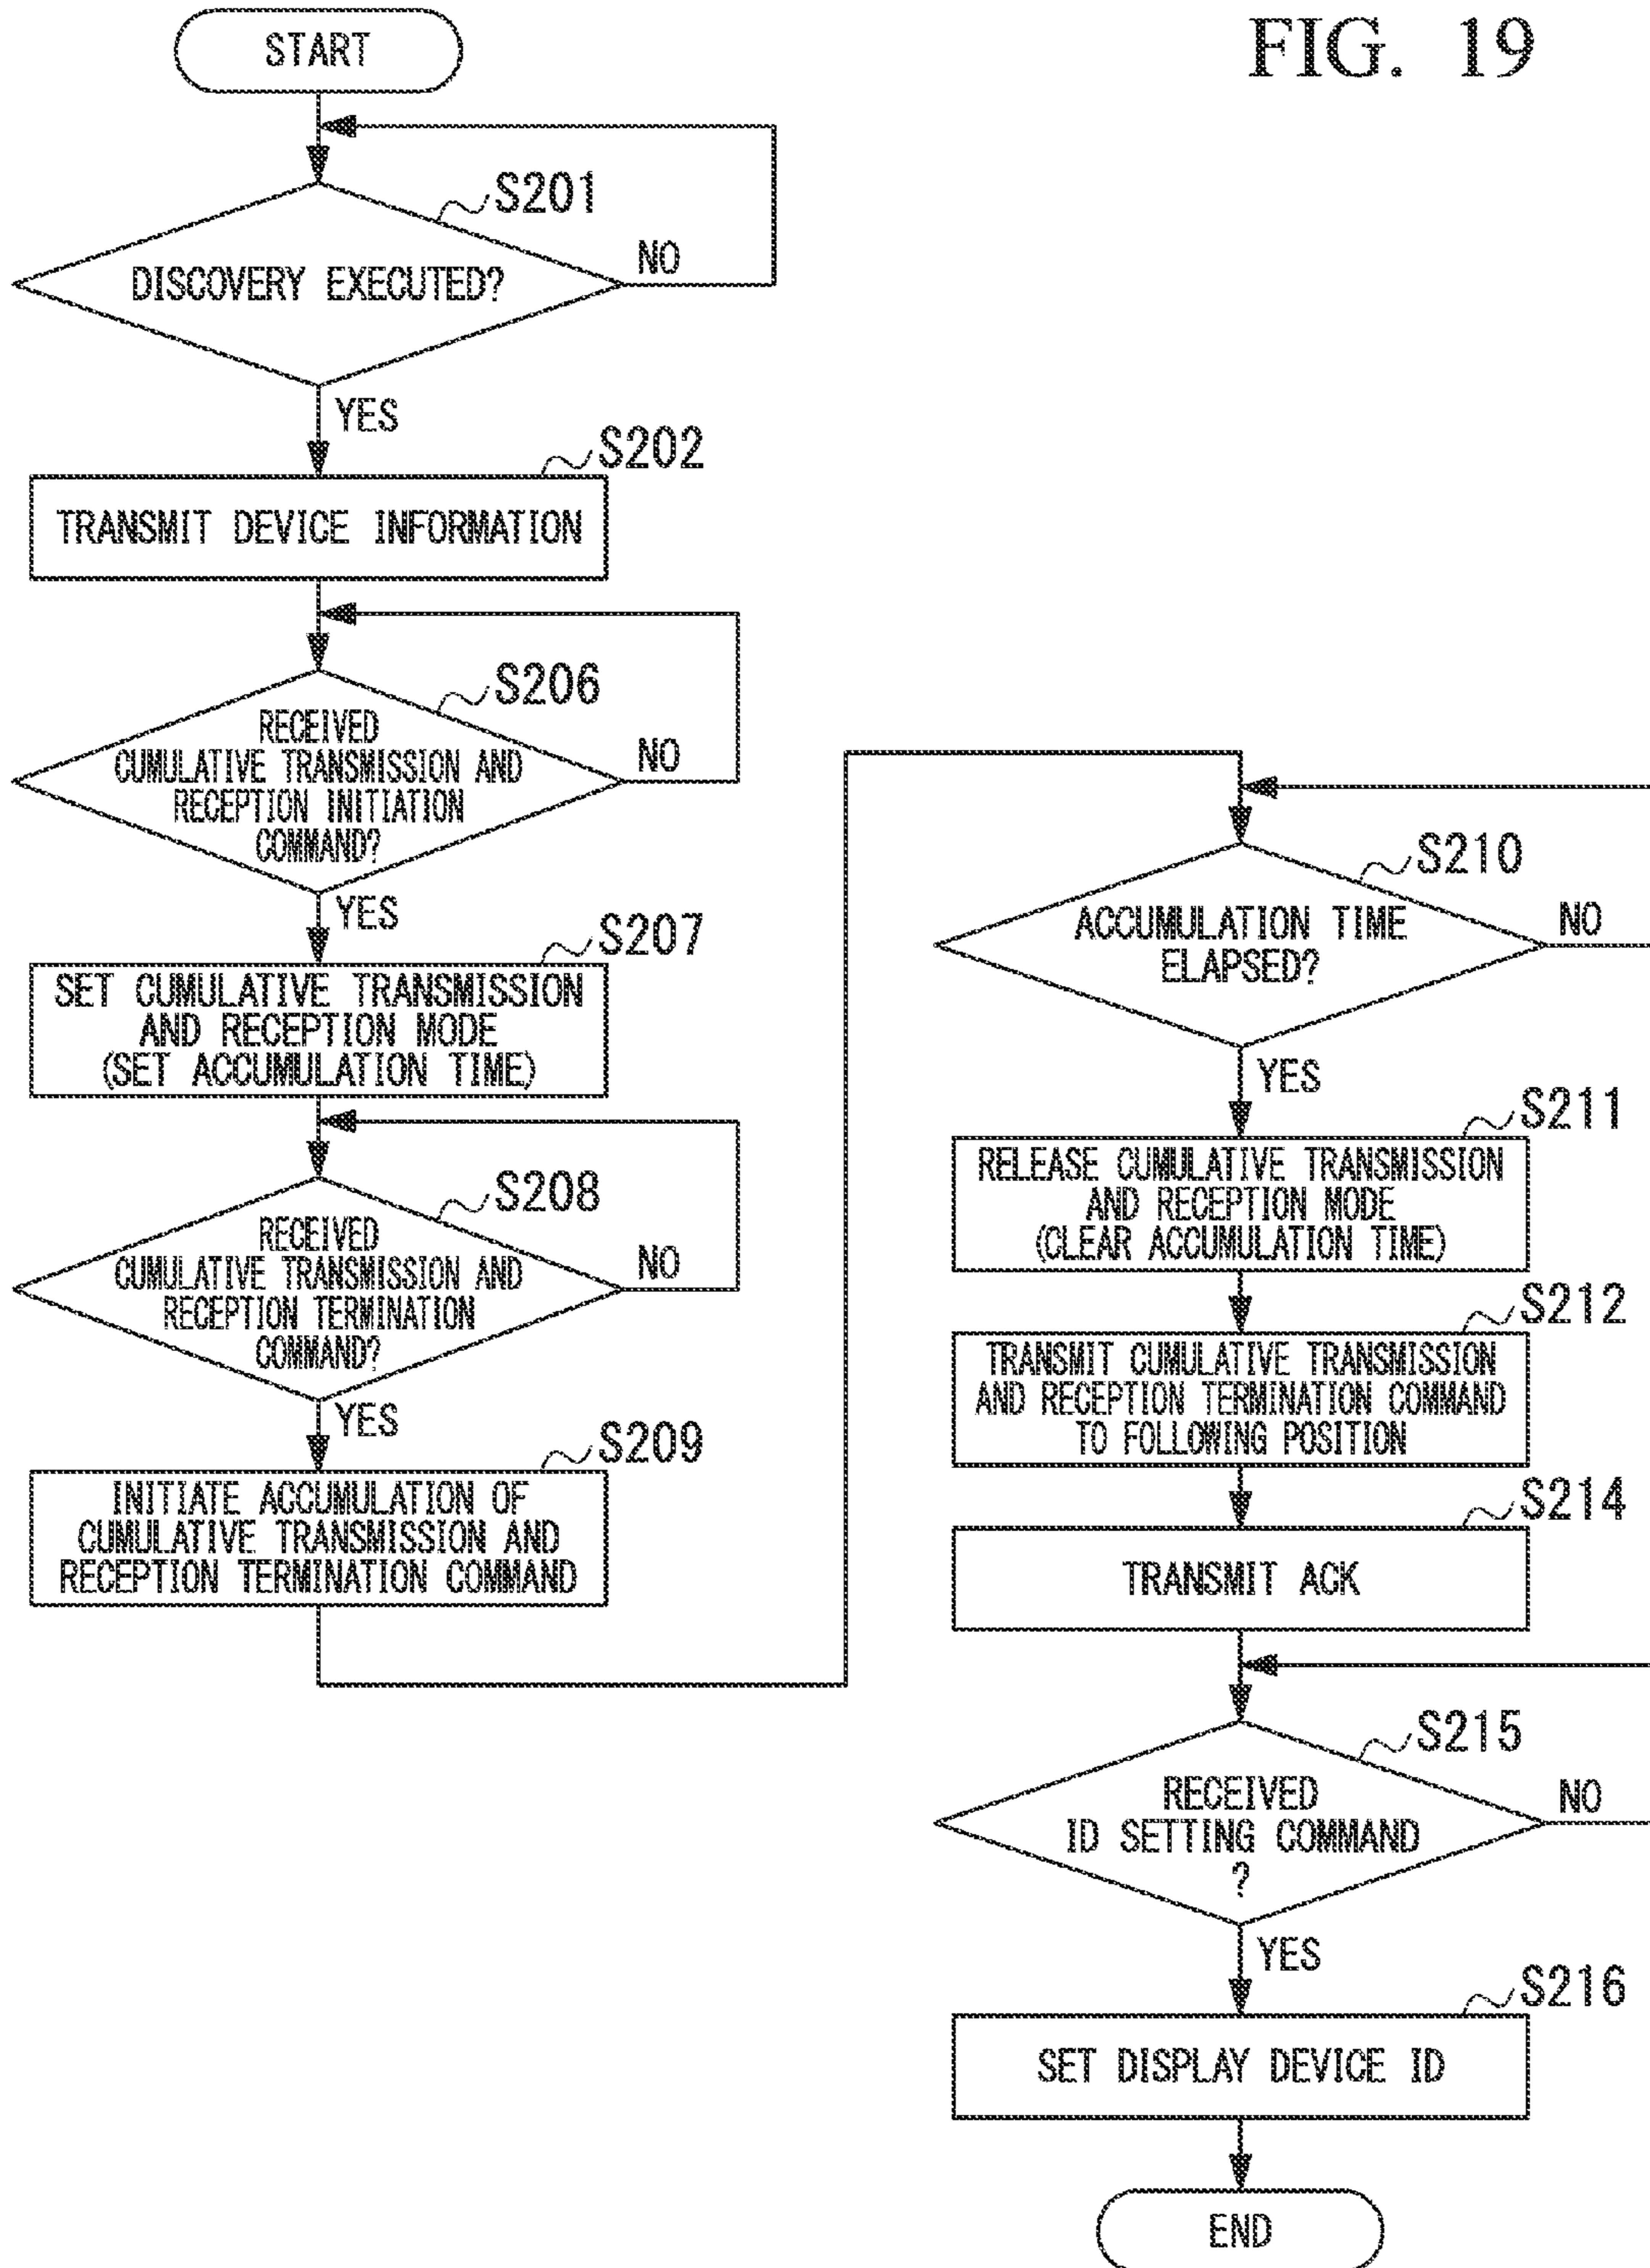 FIG. 19
START
S201
DISCOVERY EXECUTED?
NO
YES
S202
TRANSMIT DEVICE INFORMATION
S206
RECEIVED
CUMULATIVE TRANSMISSION AND
RECEPTION INITIATION
COMMAND?
NO
YES
S207
SET CUMULATIVE TRANSMISSION
AND RECEPTION MODE
(SET ACCUMULATION TIME)
S208
RECEIVED
CUMULATIVE TRANSMISSION AND
RECEPTION TERMINATION
COMMAND?
NO
YES
S209
INITIATE ACCUMULATION OF
CUMULATIVE TRANSMISSION AND
RECEPTION TERMINATION COMMAND
S210
ACCUMULATION TIME
ELAPSED?
NO
YES
S211
RELEASE CUMULATIVE TRANSMISSION
AND RECEPTION MODE
(CLEAR ACCUMULATION TIME)
S212
TRANSMIT CUMULATIVE TRANSMISSION
AND RECEPTION TERMINATION COMMAND
TO FOLLOWING POSITION
S214
TRANSMIT ACK
S215
RECEIVED
ID SETTING COMMAND
?
NO
YES
S216
SET DISPLAY DEVICE ID
END